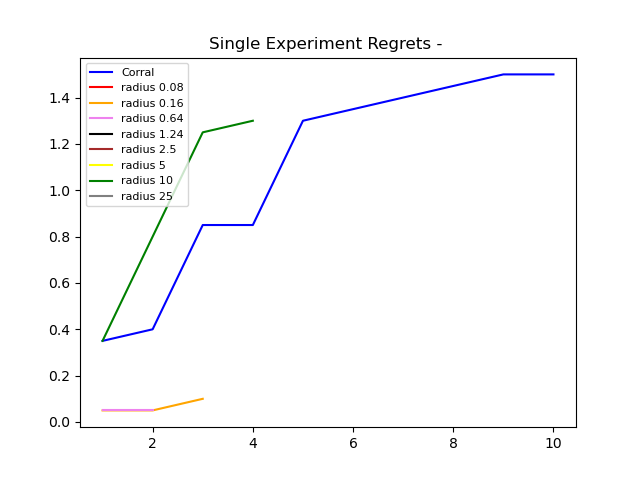 Single Experiment Regrets -
Corral
radius 0.08
radius 0.16
radius 0.64
radius 1.24
radius 2.5
radius 5
radius 10
radius 25
1.4
1.2
1.0
0.8
0.6
0.4
0.2
0.0
2 4 6 8 10